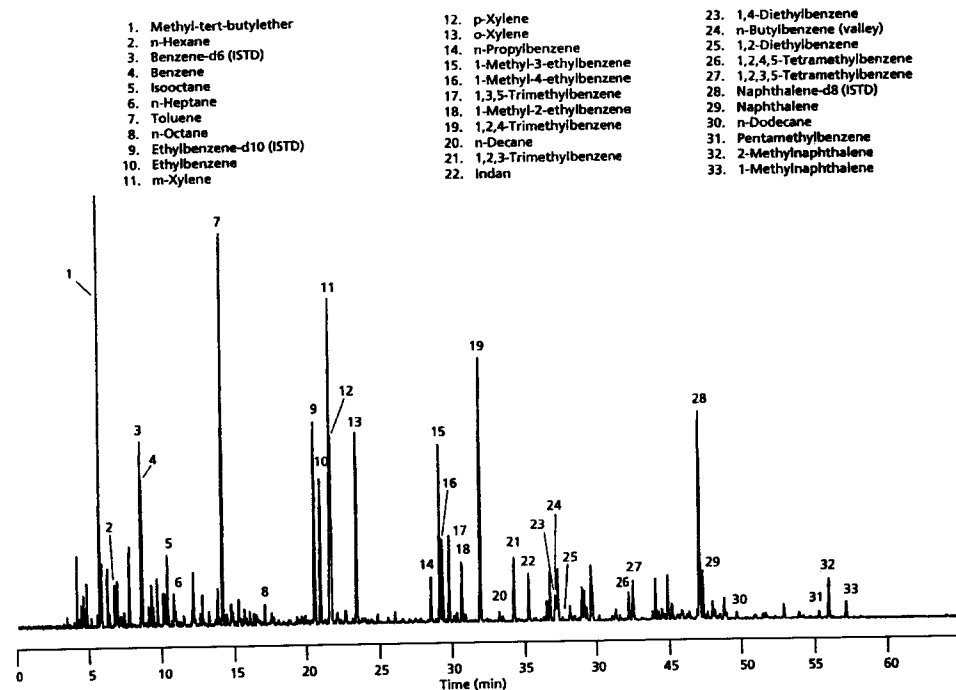 1. Methyl-tert-butylether
2. n-Hexane
3. Benzene-d6 (ISTD)
4. Benzene
5. Isooctane
6. n-Heptane
7. Toluene
8. n-Octane
9. Ethylbenzene-d10 (ISTD)
10. Ethylbenzene
11. m-Xylene
12. p-Xylene
13. o-Xylene
14. n-Propylbenzene
15. 1-Methyl-3-ethylbenzene
16. 1-Methyl-4-ethylbenzene
17. 1,3,5-Trimethylbenzene
18. 1-Methyl-2-ethylbenzene
19. 1,2,4-Trimethylbenzene
20. n-Decane
21. 1,2,3-Trimethylbenzene
22. Indan
23. 1,4-Diethylbenzene
24. n-Butylbenzene (valley)
25. 1,2-Diethylbenzene
26. 1,2,4,5-Tetramethylbenzene
27. 1,2,3,5-Tetramethylbenzene
28. Naphthalene-d8 (ISTD)
29. Naphthalene
30. n-Dodecane
31. Pentamethylbenzene
32. 2-Methylnaphthalene
33. 1-Methylnaphthalene
1
2
3
4
5
6
7
8
9
10
11
12
13
14
15
16
17
18
19
20
21
22
23
24
25
26
27
28
29
30
31
32
33
0 5 10 15 20 25 30 35 30 45 50 55 60
Time (min)